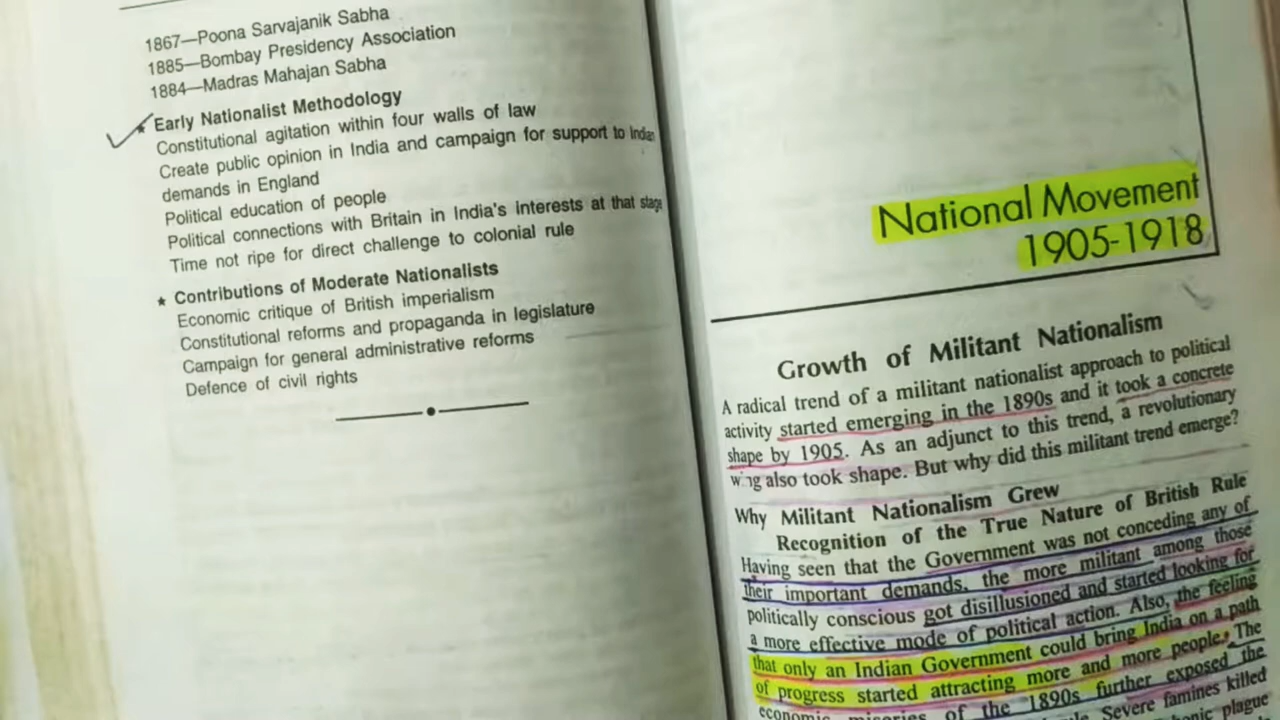 1867—Poona Sarvajanik Sabha
1885—Bombay Presidency Association
1884—Madras Mahajan Sabha
★ Early Nationalist Methodology
Constitutional agitation within four walls of law
Create public opinion in India and campaign for support to Indian
demands in England
Political education of people
Political connections with Britain in India's interests at that stage
Time not ripe for direct challenge to colonial rule
★ Contributions of Moderate Nationalists
Economic critique of British imperialism
Constitutional reforms and propaganda in legislature
Campaign for general administrative reforms
Defence of civil rights
National Movement
1905-1918
Growth of Militant Nationalism
A radical trend of a militant nationalist approach to political
activity started emerging in the 1890s and it took a concrete
shape by 1905. As an adjunct to this trend, a revolutionary
wing also took shape. But why did this militant trend emerge?
Why Militant Nationalism Grew
Recognition of the True Nature of British Rule
Having seen that the Government was not conceding any of
their important demands, the more militant among those
politically conscious got disillusioned and started looking for
a more effective mode of political action. Also, the feeling
that only an Indian Government could bring India on a path
of progress started attracting more and more people. The
economic miseries of the 1890s further exposed the
Severe famines killed
plague